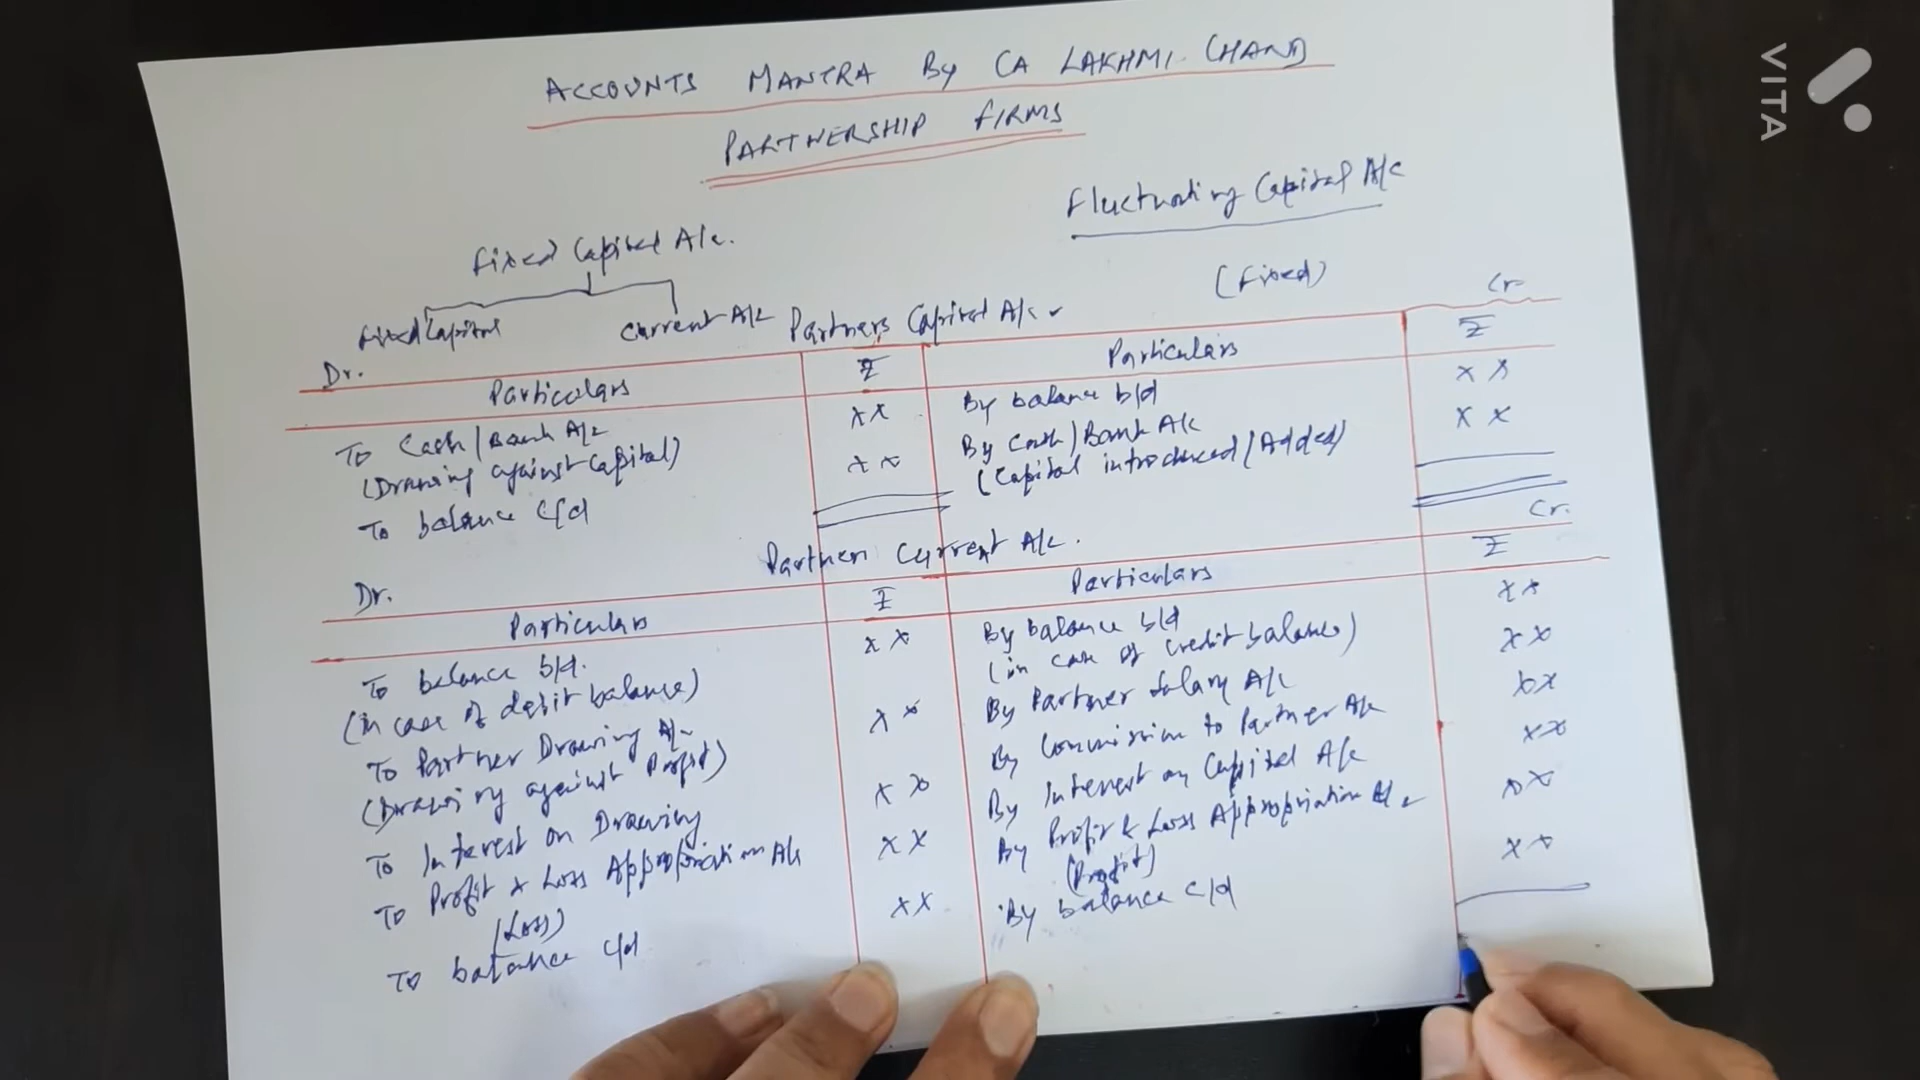 ACCOUNTS MANTRA By CA LAKHMI CHAND
PARTNERSHIP FIRMS
Fluctuating Capital A/c
Fixed Capital A/c.
(Fixed)
Fixed Capital
Current A/c
Partners Capital A/c
Dr.
Cr.
Particulars ₹ Particulars ₹
To Cash/Bank A/c xx By balance b/d xx
(Drawing against Capital) xx By Cash/Bank A/c xx
To balance c/d (Capital introduced/Added)
Partners Current A/c.
Dr.
Cr.
Particulars ₹ Particulars ₹
To balance b/d. xx By balance b/d xx
(in case of debit balance) (in case of credit balance)
To Partner Drawing A/c xx By Partner Salary A/c xx
(Drawing against Profit) By Commission to Partner A/c xx
To Interest on Drawing xx By Interest on Capital A/c xx
To Profit & Loss Appropriation A/c xx By Profit & Loss Appropriation A/c xx
(Loss) (Profit)
To balance c/d xx By balance c/d xx
VITA